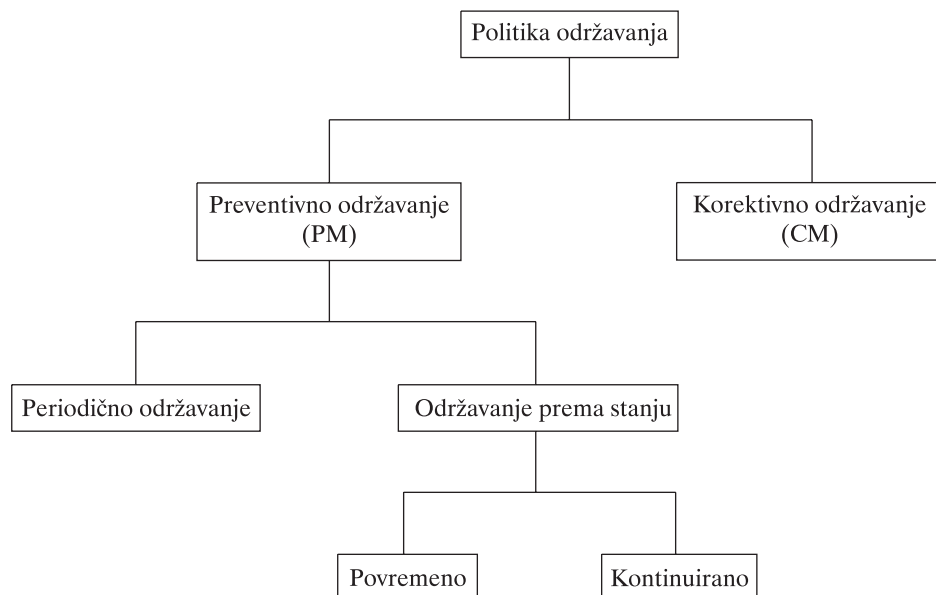 Politika održavanja
Preventivno održavanje
(PM)
Korektivno održavanje
(CM)
Periodično održavanje
Održavanje prema stanju
Povremeno
Kontinuirano